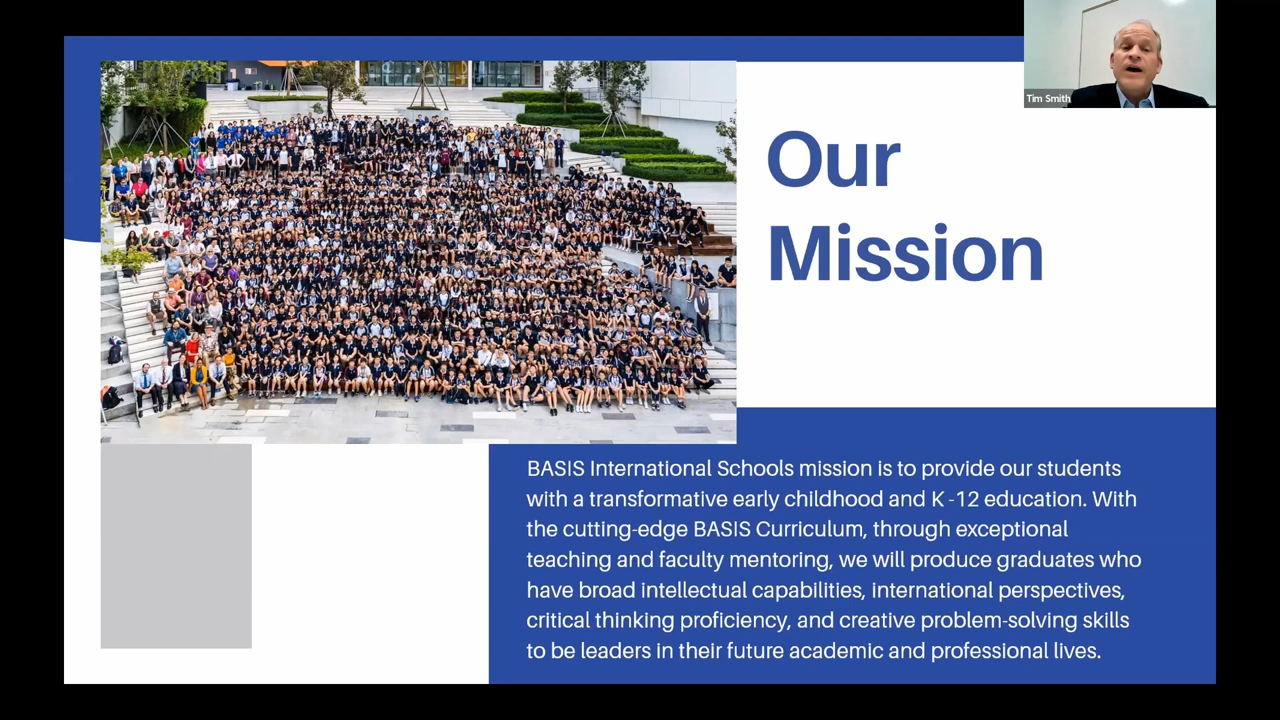 Tim Smith
Our
Mission
BASIS International Schools mission is to provide our students
with a transformative early childhood and K -12 education. With
the cutting-edge BASIS Curriculum, through exceptional
teaching and faculty mentoring, we will produce graduates who
have broad intellectual capabilities, international perspectives,
critical thinking proficiency, and creative problem-solving skills
to be leaders in their future academic and professional lives.